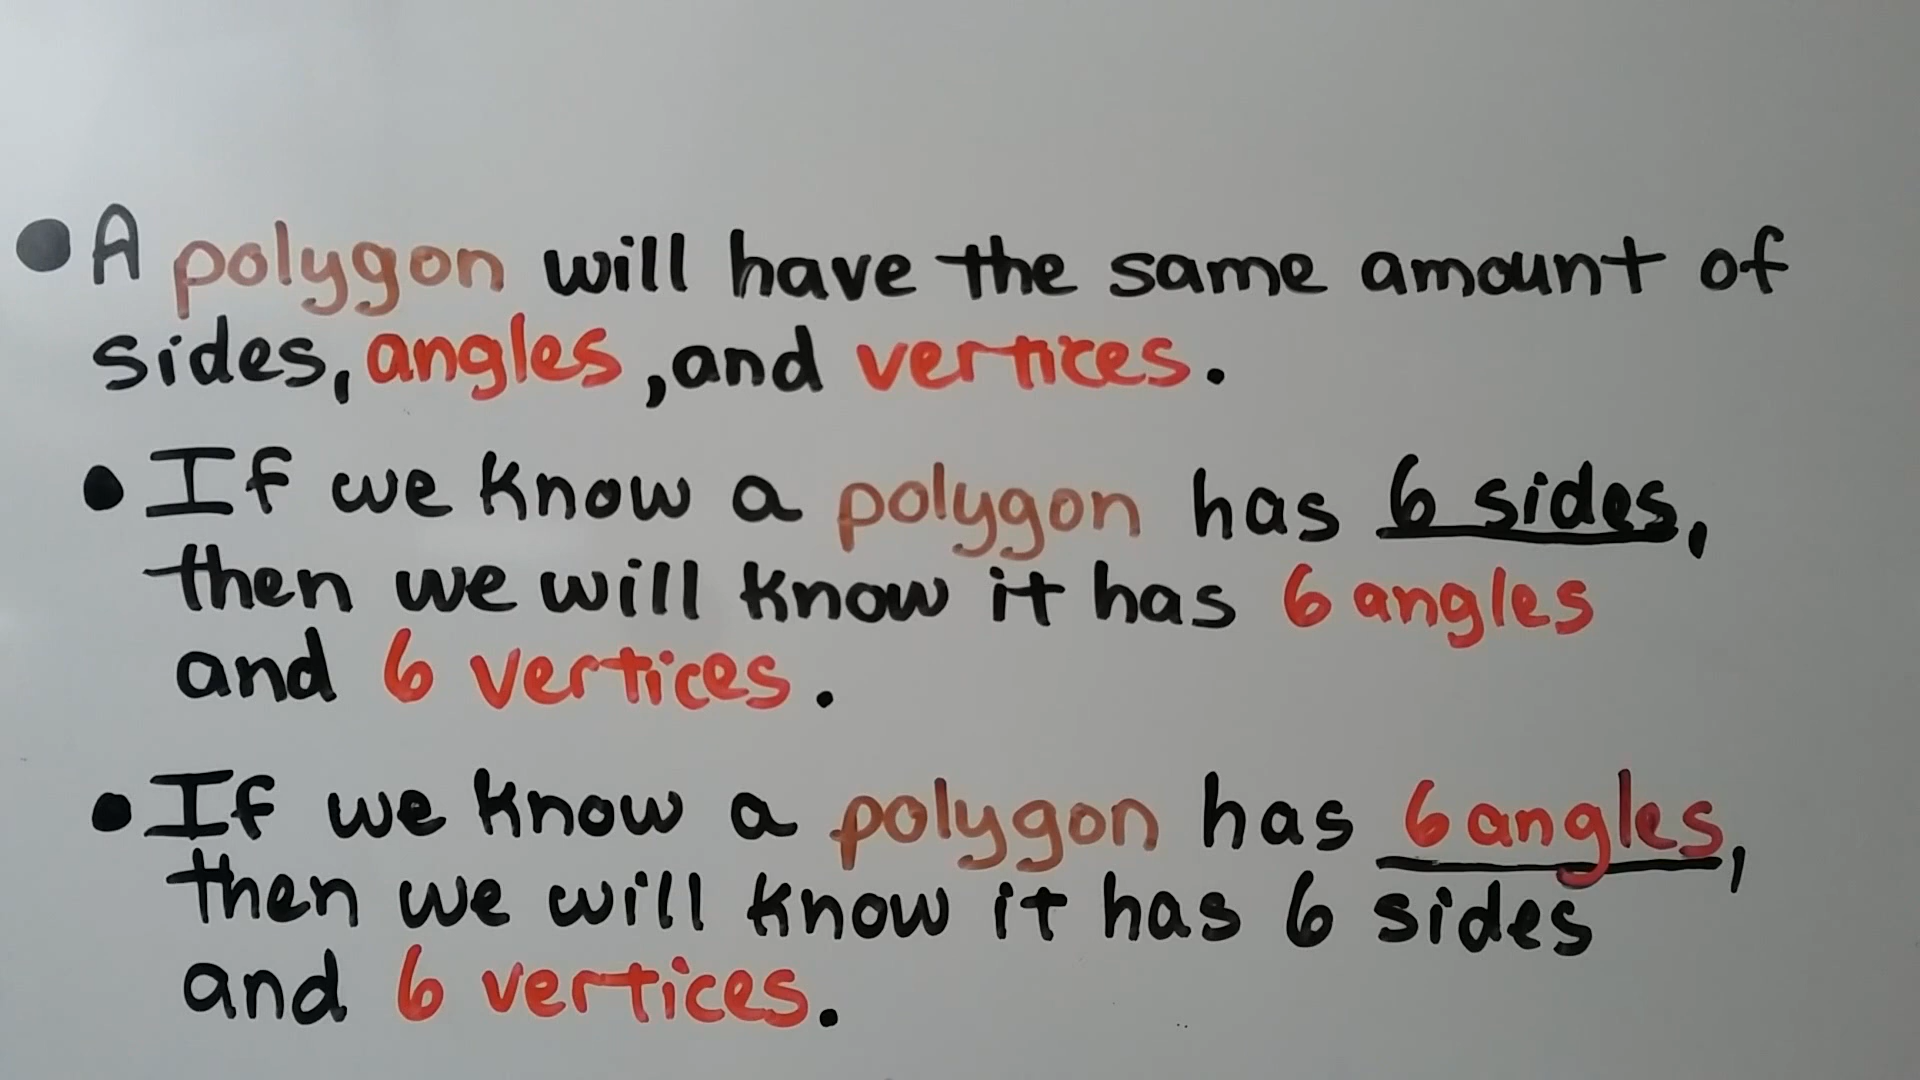 • A polygon will have the same amount of
sides, angles, and vertices.
• If we know a polygon has 6 sides,
then we will know it has 6 angles
and 6 vertices.
• If we know a polygon has 6 angles,
then we will know it has 6 sides
and 6 vertices.